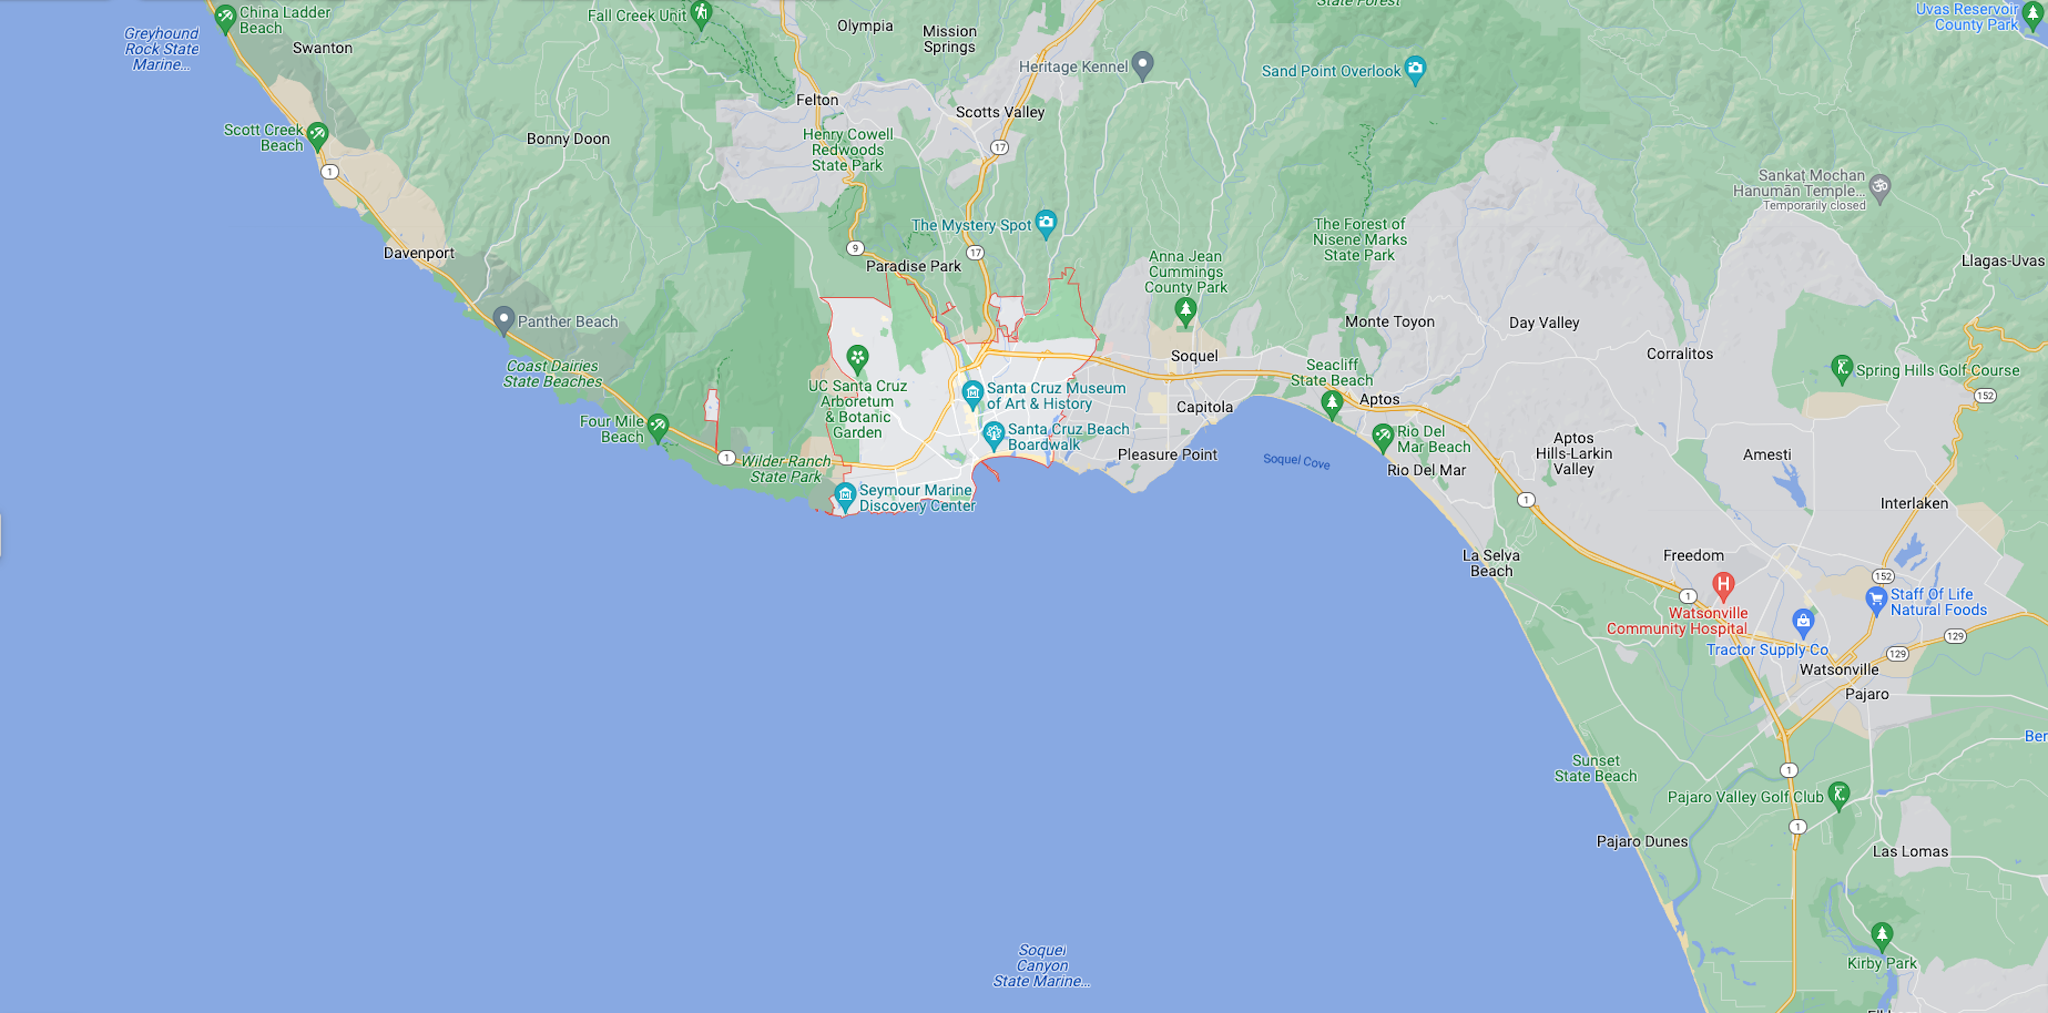 State Forest
China Ladder
Beach
Greyhound
Rock State
Marine...
Swanton
Fall Creek Unit
Olympia
Mission
Springs
Heritage Kennel
Sand Point Overlook
Uvas Reservoir
County Park
Felton
Scotts Valley
Scott Creek
Beach
1
Bonny Doon
Henry Cowell
Redwoods
State Park
17
Sankaţ Mochan
Hanumān Temple...
Temporarily closed
Davenport
The Mystery Spot
9
17
Paradise Park
The Forest of
Nisene Marks
State Park
Anna Jean
Cummings
County Park
Llagas-Uvas
Panther Beach
Monte Toyon
Day Valley
Corralitos
Coast Dairies
State Beaches
Soquel
Seacliff
State Beach
Spring Hills Golf Course
152
UC Santa Cruz
Arboretum
& Botanic
Garden
Santa Cruz Museum
of Art & History
Capitola
Aptos
Four Mile
Beach
Santa Cruz Beach
Boardwalk
Rio Del
Mar Beach
Aptos
Hills-Larkin
Valley
Amesti
1
Wilder Ranch
State Park
Pleasure Point
Soquel Cove
Rio Del Mar
Seymour Marine
Discovery Center
1
Interlaken
La Selva
Beach
Freedom
152
1
Staff Of Life
Natural Foods
H
Watsonville
Community Hospital
Tractor Supply Co
129
129
Watsonville
Pajaro
Ber
Sunset
State Beach
1
Pajaro Valley Golf Club
1
Pajaro Dunes
Las Lomas
Soquel
Canyon
State Marine...
Kirby Park